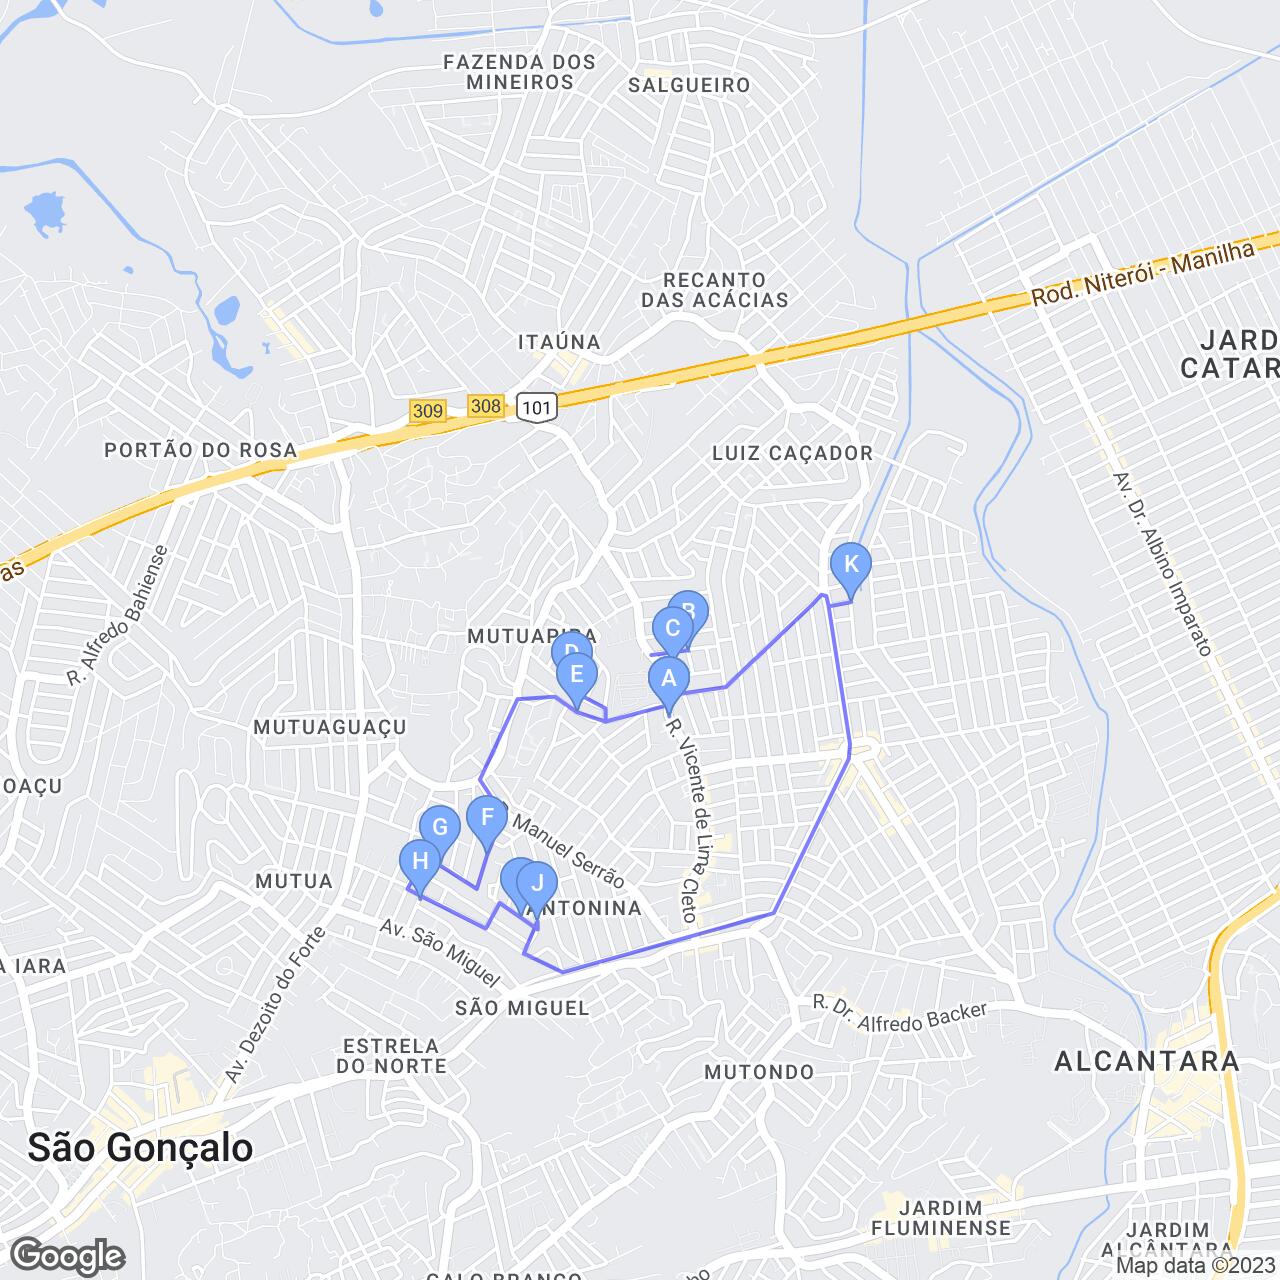 FAZENDA DOS
MINEIROS
SALGUEIRO
RECANTO
DAS ACÁCIAS
Rod. Niterói - Manilha
ITAÚNA
JARD
CATAR
309
308
101
PORTÃO DO ROSA
LUIZ CAÇADOR
Av. Dr. Albino Imparato
as
R. Alfredo Bahiense
K
B
C
MUTUAPIRA
D
E
A
MUTUAGUAÇU
R. Vicente de Lima Cleto
OAÇU
F
G
Manuel Serrão
H
MUTUA
J
ANTONINA
Av. São Miguel
A IARA
Av. Dezoito do Forte
SÃO MIGUEL
R. Dr. Alfredo Backer
ESTRELA
DO NORTE
ALCANTARA
MUTONDO
São Gonçalo
JARDIM
FLUMINENSE
JARDIM
ALCÂNTARA
Google
Map data ©2023
GALO BRANCO
ho